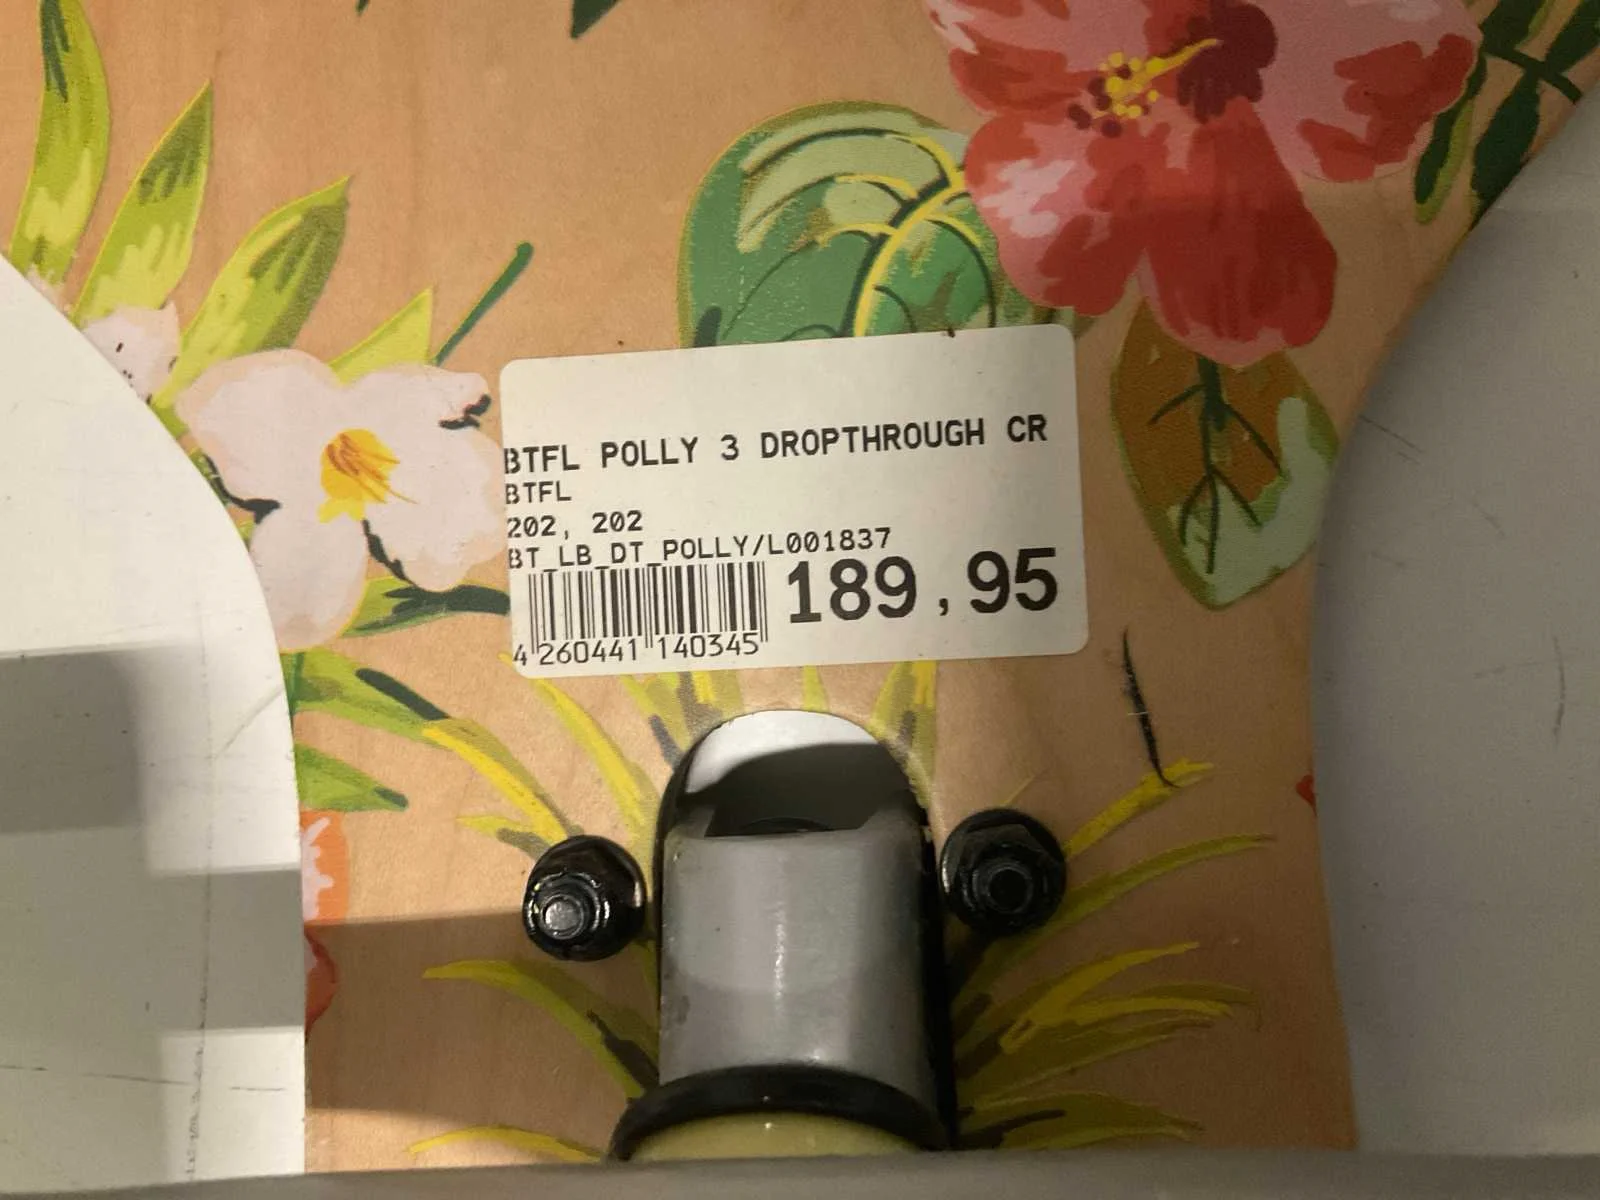 BTFL POLLY 3 DROPTHROUGH CR
BTFL
202, 202
BT_LB_DT_POLLY/L001837
189,95
4 260441 140345